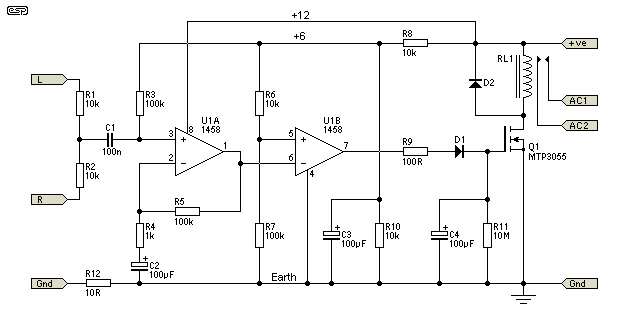 esp
+12
+6
R8
10k
+ve
L
R1
10k
R3
100k
R6
10k
D2
RL1
AC1
AC2
U1A
1458
U1B
1458
C1
100n
3
8
+
2
−
1
5
+
6
−
7
4
R9
100R
D1
Q1
MTP3055
R2
10k
R
R5
100k
R4
1k
R7
100k
C3
100µF
R10
10k
C4
100µF
R11
10M
+
C2
100µF
+
+
Gnd
R12
10R
Earth
Gnd